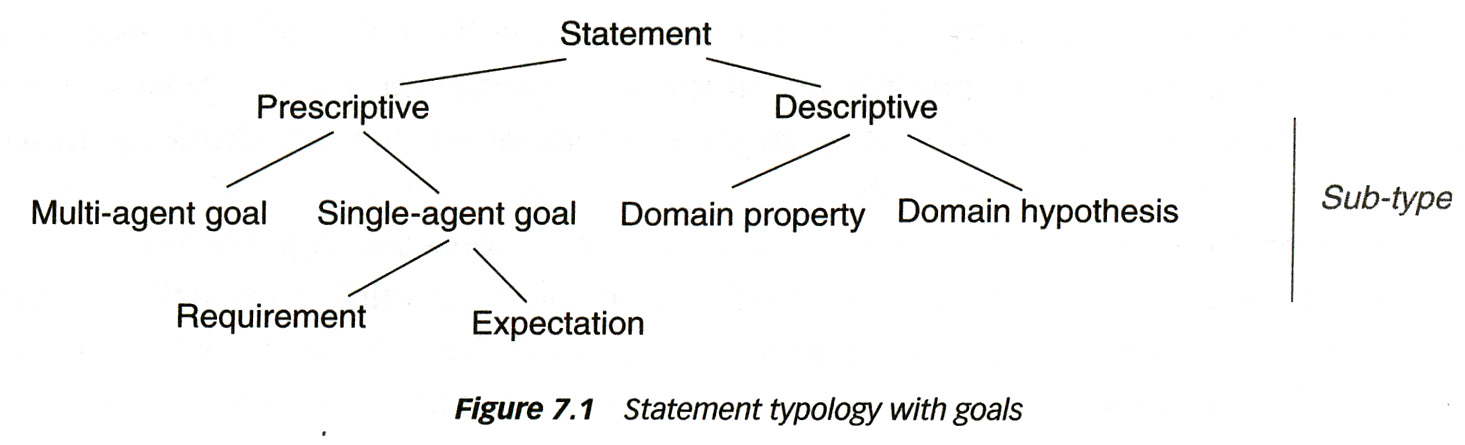 Statement
Prescriptive Descriptive
Multi-agent goal Single-agent goal Domain property Domain hypothesis
Sub-type
Requirement Expectation
Figure 7.1 Statement typology with goals